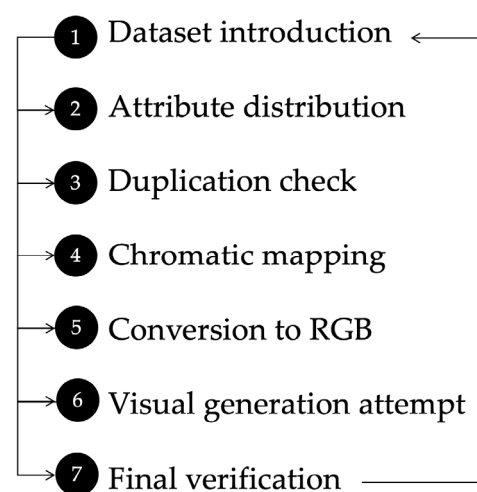 1 Dataset introduction
2 Attribute distribution
3 Duplication check
4 Chromatic mapping
5 Conversion to RGB
6 Visual generation attempt
7 Final verification